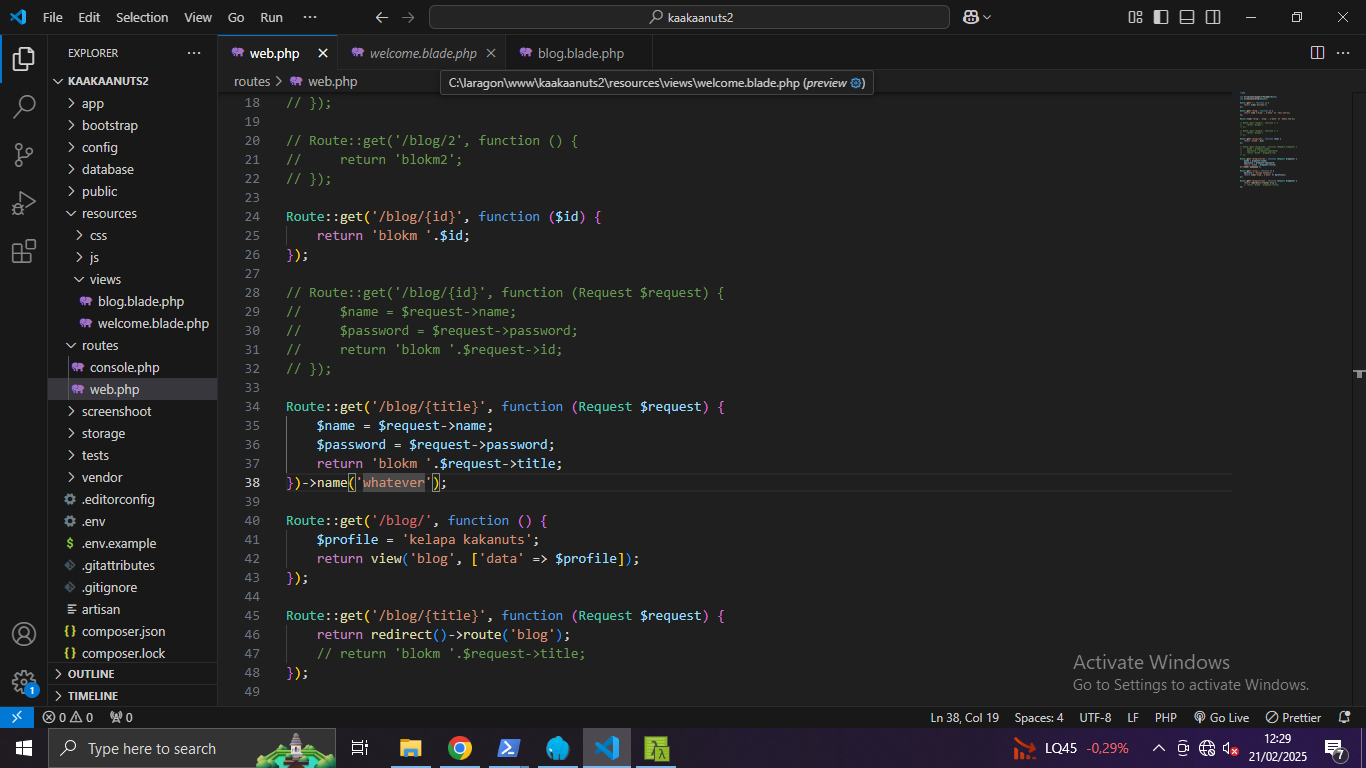 File Edit Selection View Go Run ···
kaakaanuts2
EXPLORER ···
KAAKAANUTS2
app
bootstrap
config
database
public
resources
css
js
views
blog.blade.php
welcome.blade.php
routes
console.php
web.php
screenshoot
storage
tests
vendor
.editorconfig
.env
.env.example
.gitattributes
.gitignore
artisan
composer.json
composer.lock
OUTLINE
TIMELINE
1
web.php welcome.blade.php blog.blade.php
routes > web.php
C:\laragon\www\kaakaanuts2\resources\views\welcome.blade.php (preview )
18 // });
19
20 // Route::get('/blog/2', function () {
21 //     return 'blokm2';
22 // });
23
24 Route::get('/blog/{id}', function ($id) {
25     return 'blokm '.$id;
26 });
27
28 // Route::get('/blog/{id}', function (Request $request) {
29 //     $name = $request->name;
30 //     $password = $request->password;
31 //     return 'blokm '.$request->id;
32 // });
33
34 Route::get('/blog/{title}', function (Request $request) {
35     $name = $request->name;
36     $password = $request->password;
37     return 'blokm '.$request->title;
38 })->name('whatever');
39
40 Route::get('/blog/', function () {
41     $profile = 'kelapa kakanuts';
42     return view('blog', ['data' => $profile]);
43 });
44
45 Route::get('/blog/{title}', function (Request $request) {
46     return redirect()->route('blog');
47     // return 'blokm '.$request->title;
48 });
49
Activate Windows
Go to Settings to activate Windows.
0 0 0 Ln 38, Col 19 Spaces: 4 UTF-8 LF PHP Go Live Prettier
Type here to search
LQ45 -0,29%
12:29
21/02/2025
7